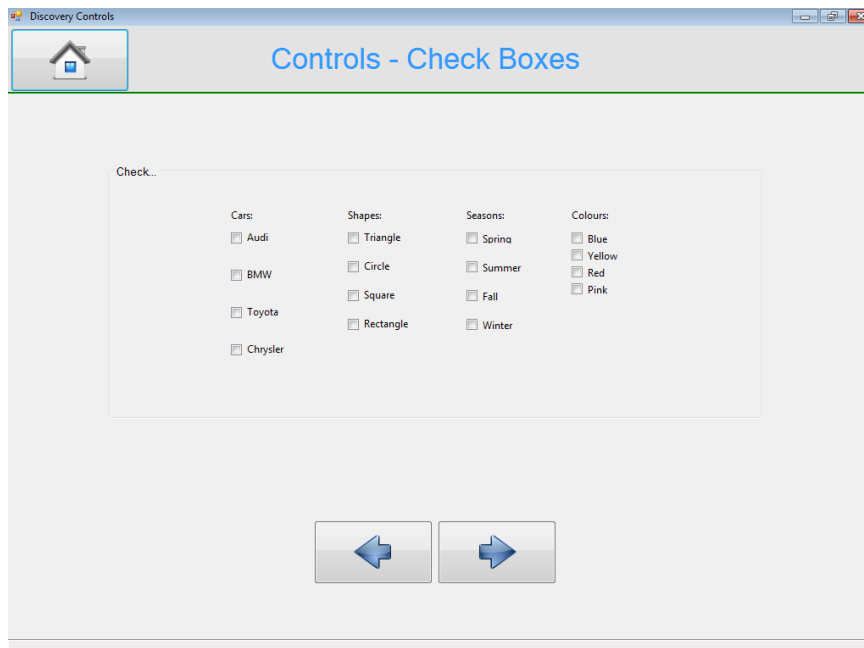 Discovery Controls
Controls - Check Boxes
Check...
Cars:
Audi
BMW
Toyota
Chrysler
Shapes:
Triangle
Circle
Square
Rectangle
Seasons:
Spring
Summer
Fall
Winter
Colours:
Blue
Yellow
Red
Pink